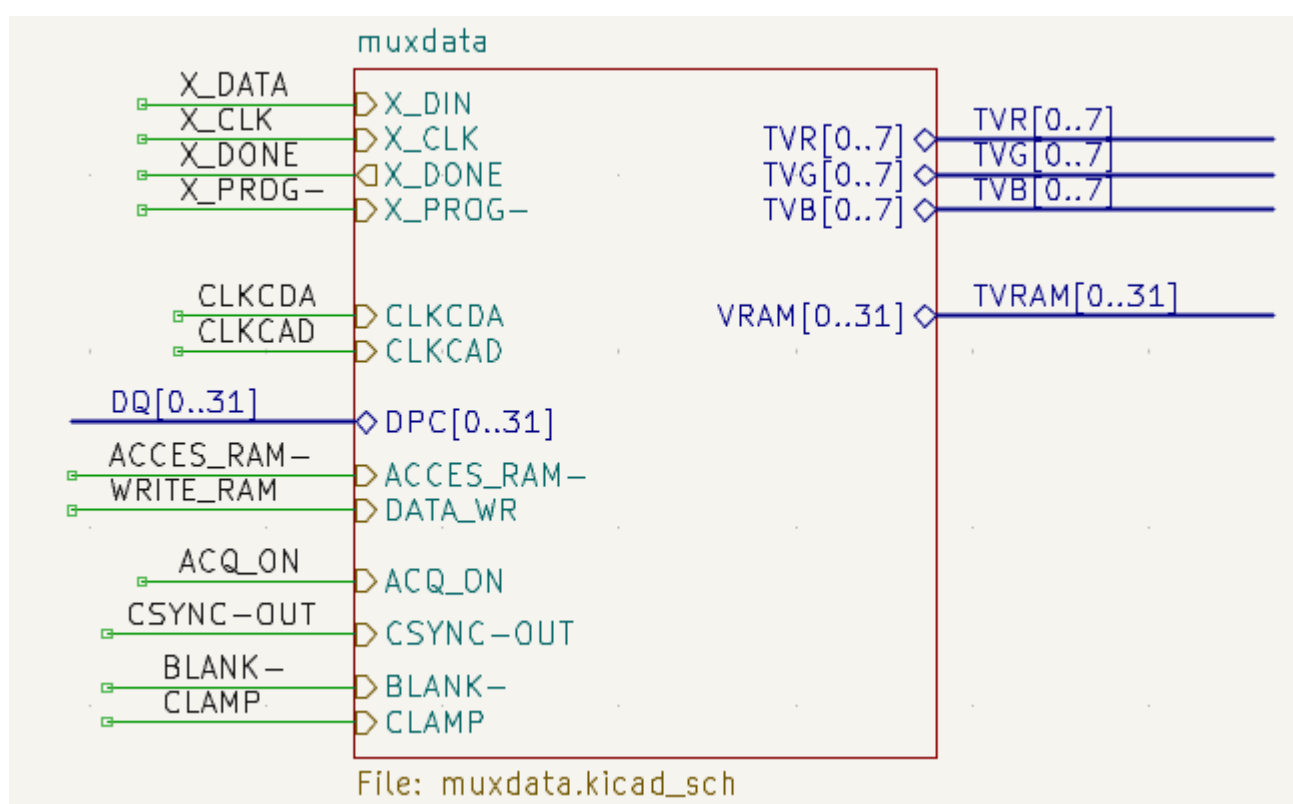 muxdata
X_DATA
X_DIN
X_CLK
X_CLK
X_DONE
X_DONE
X_PROG-
X_PROG-
TVR[0..7]
TVR[0..7]
TVG[0..7]
TVG[0..7]
TVB[0..7]
TVB[0..7]
CLKCDA
CLKCDA
CLKCAD
CLKCAD
VRAM[0..31]
TVRAM[0..31]
DQ[0..31]
DPC[0..31]
ACCES_RAM-
ACCES_RAM-
WRITE_RAM
DATA_WR
ACQ_ON
ACQ_ON
CSYNC-OUT
CSYNC-OUT
BLANK-
BLANK-
CLAMP
CLAMP
File: muxdata.kicad_sch